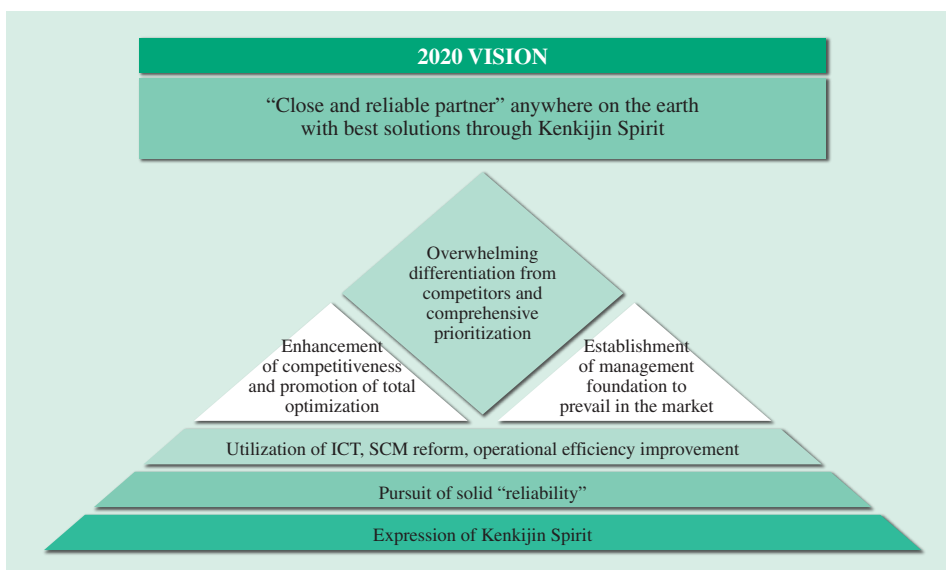 2020 VISION
“Close and reliable partner” anywhere on the earth
with best solutions through Kenkijin Spirit
Overwhelming
differentiation from
competitors and
comprehensive
prioritization
Enhancement
of competitiveness
and promotion of total
optimization
Establishment
of management
foundation to
prevail in the market
Utilization of ICT, SCM reform, operational efficiency improvement
Pursuit of solid “reliability”
Expression of Kenkijin Spirit